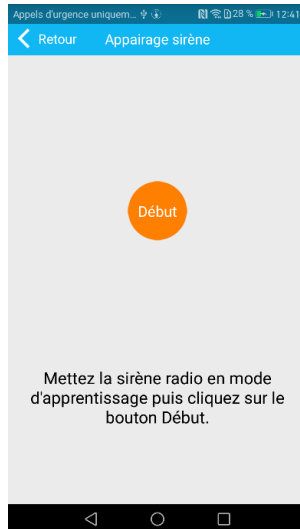 Appels d'urgence uniquem... 28 % 12:41
Retour Appairage sirène
Début
Mettez la sirène radio en mode
d'apprentissage puis cliquez sur le
bouton Début.